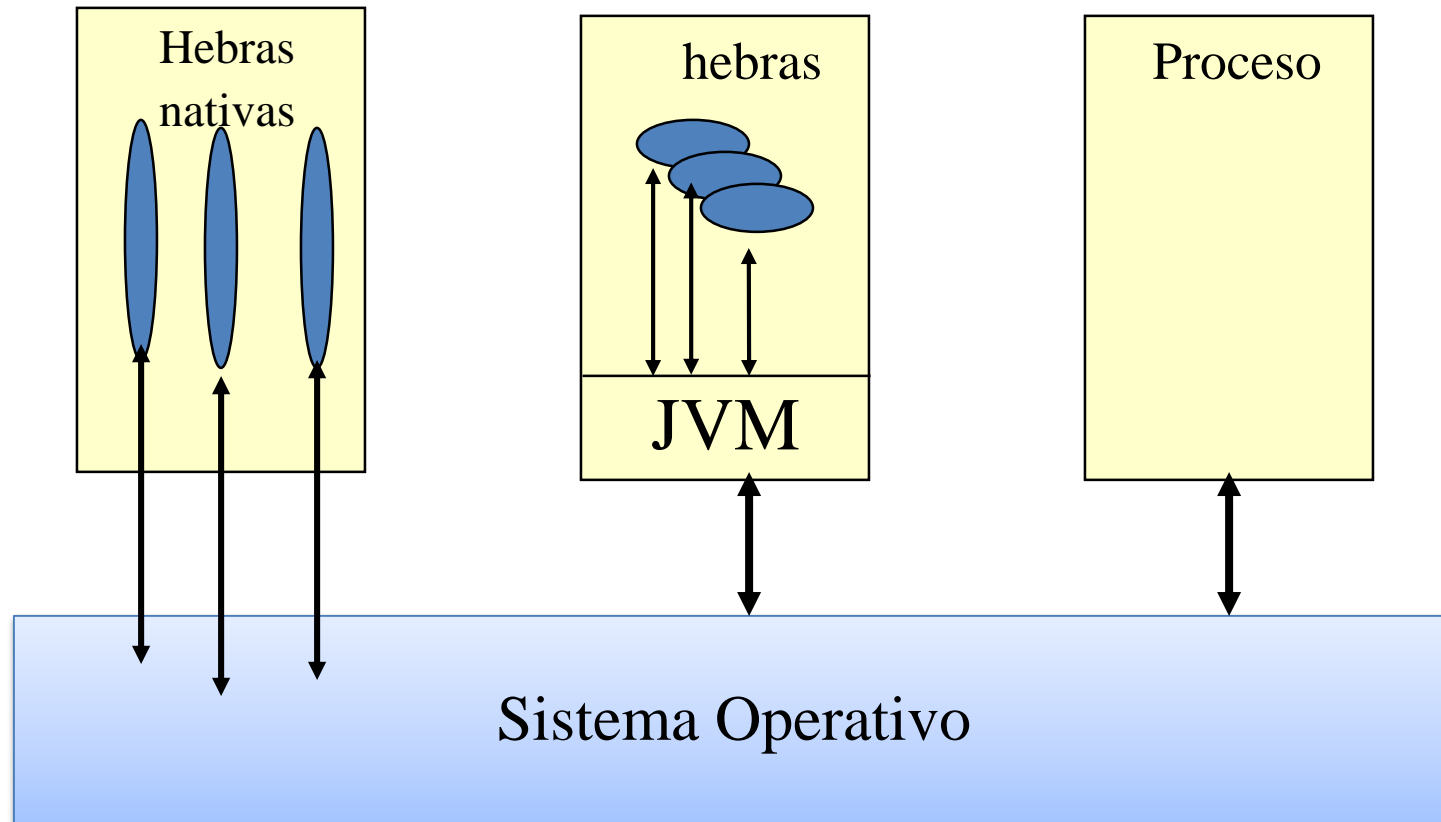 Hebras
nativas
hebras
JVM
Proceso
Sistema Operativo